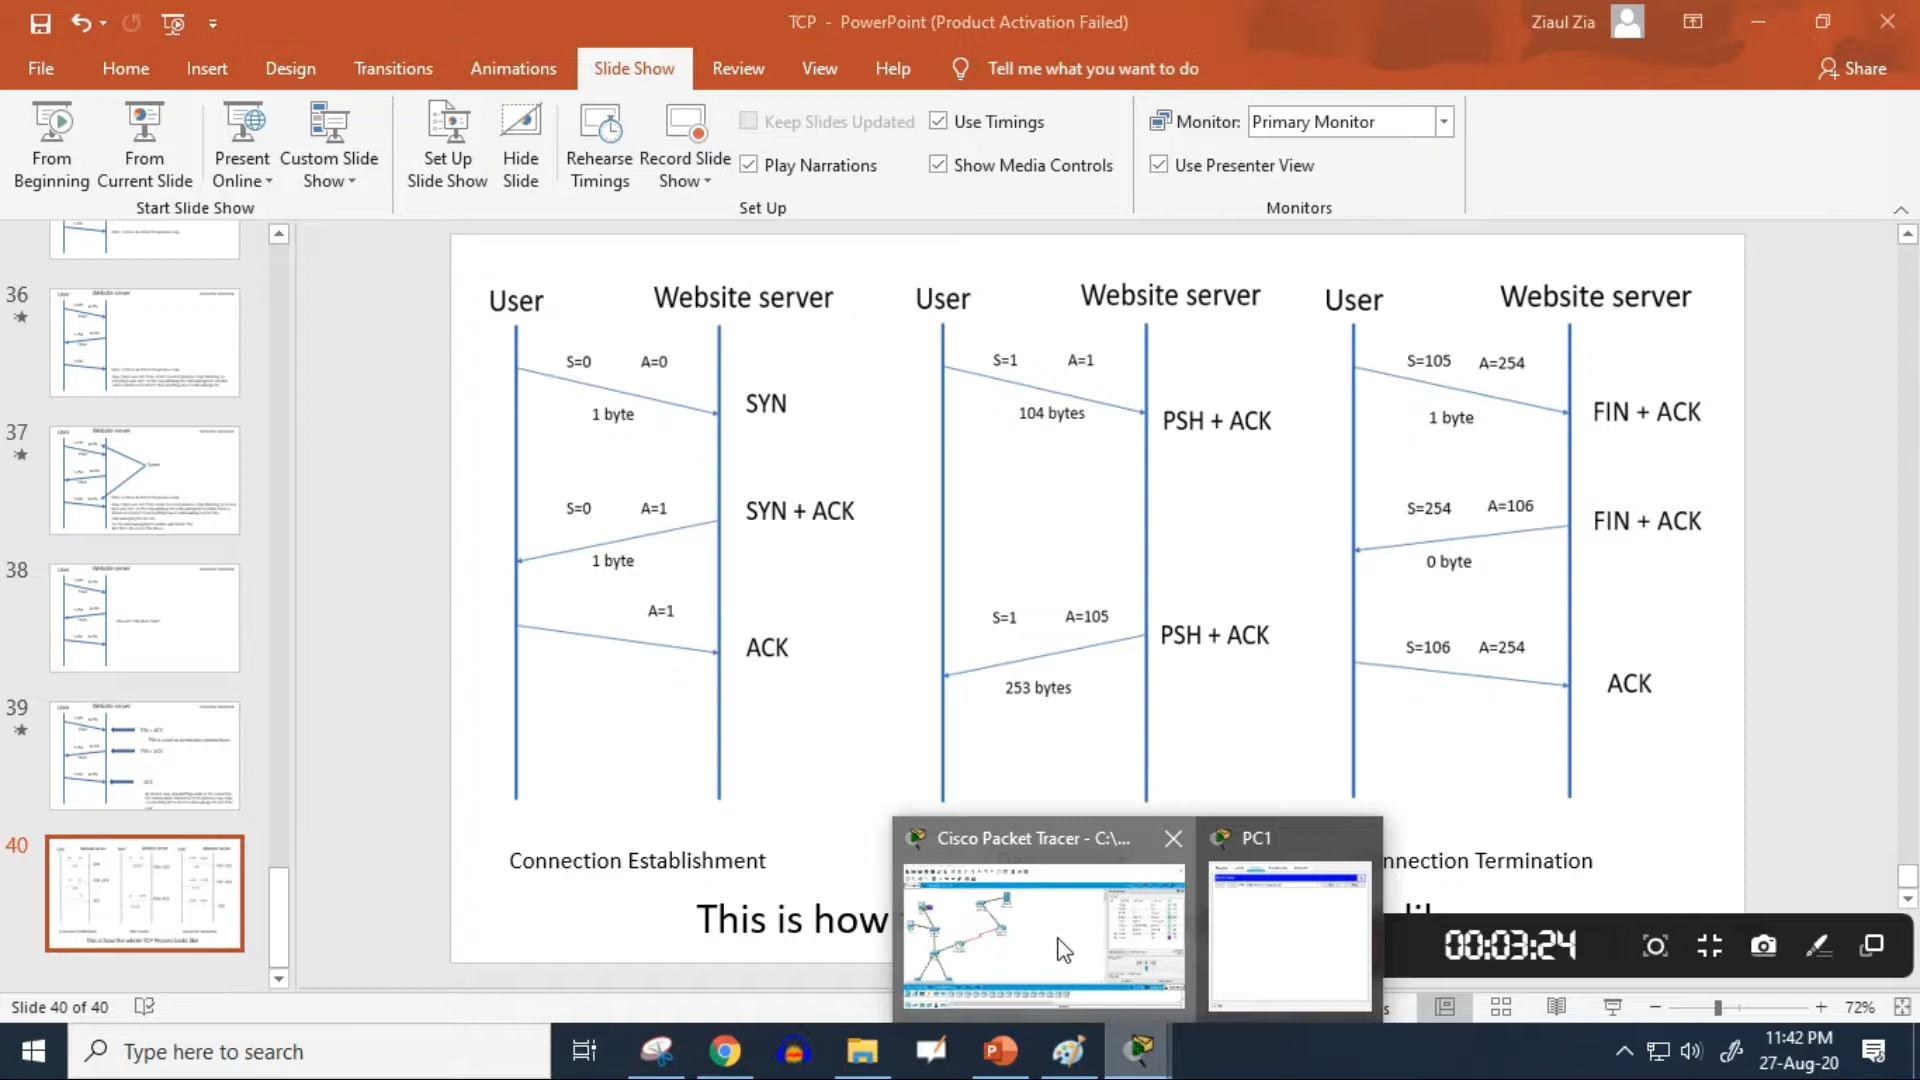 TCP - PowerPoint (Product Activation Failed)
Ziaul Zia
File Home Insert Design Transitions Animations Slide Show Review View Help Tell me what you want to do Share
From Beginning
From Current Slide
Present Online
Custom Slide Show
Set Up Slide Show
Hide Slide
Rehearse Timings
Record Slide Show
Keep Slides Updated
Play Narrations
Use Timings
Show Media Controls
Monitor: Primary Monitor
Use Presenter View
Start Slide Show
Set Up
Monitors
36
37
38
39
40
User Website server
S=0 A=0
1 byte
SYN
S=0 A=1
1 byte
SYN + ACK
A=1
ACK
Connection Establishment
User Website server
S=1 A=1
104 bytes
PSH + ACK
S=1 A=105
253 bytes
PSH + ACK
User Website server
S=105 A=254
1 byte
FIN + ACK
S=254 A=106
0 byte
FIN + ACK
S=106 A=254
ACK
nnection Termination
This is how
Cisco Packet Tracer - C:\...
PC1
00:03:24
Slide 40 of 40
72%
Type here to search
11:42 PM
27-Aug-20